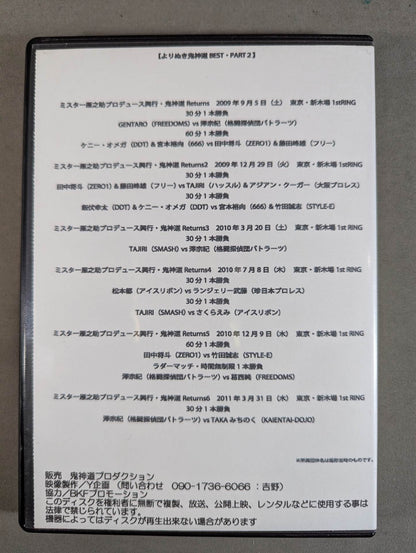 【よりぬき鬼神道 BEST・PART２】
ミスター雁之助プロデュース興行・鬼神道 Returns　2009 年 9 月 5 日（土）　東京・新木場 1stRING
30 分 1 本勝負
GENTARO（FREEDOMS）vs 澤宗紀（格闘探偵団バトラーツ）
60 分 1 本勝負
ケニー・オメガ（DDT）& 宮本裕向（666）vs 田中将斗（ZERO1）& 藤田峰雄（フリー）
ミスター雁之助プロデュース興行・鬼神道 Returns2　2009 年 12 月 29 日（火）　東京・新木場 1st RING
30 分 1 本勝負
田中将斗（ZERO1）& 藤田峰雄（フリー）vs TAJIRI（ハッスル）& アジアン・クーガー（大阪プロレス）
30 分 1 本勝負
飯伏幸太（DDT）& ケニー・オメガ（DDT）vs 宮本裕向（666）& 竹田誠志（STYLE-E）
ミスター雁之助プロデュース興行・鬼神道 Returns3　2010 年 3 月 20 日（土）　東京・新木場 1st RING
30 分 1 本勝負
TAJIRI（SMASH）vs 澤宗紀（格闘探偵団バトラーツ）
ミスター雁之助プロデュース興行・鬼神道 Returns4　2010 年 7 月 8 日（木）　東京・新木場 1st RING
30 分 1 本勝負
松本都（アイスリボン）vs ランジェリー武藤（珍日本プロレス）
30 分 1 本勝負
TAJIRI（SMASH）vs さくらえみ（アイスリボン）
ミスター雁之助プロデュース興行・鬼神道 Returns5　2010 年 12 月 9 日（木）　東京・新木場 1st RING
60 分 1 本勝負
田中将斗（ZERO1）vs 竹田誠志（STYLE-E）
ラダーマッチ・時間無制限 1 本勝負
澤宗紀（格闘探偵団バトラーツ）vs 葛西純（FREEDOMS）
ミスター雁之助プロデュース興行・鬼神道 Returns6　2011 年 3 月 31 日（木）　東京・新木場 1st RING
30 分 1 本勝負
澤宗紀（格闘探偵団バトラーツ）vs TAKA みちのく（KAIENTAI-DOJO）
※所属団体名は撮影当時のものです。
販売　鬼神道プロダクション
映像製作／Y企画（問い合わせ　090-1736-6066：吉野）
協力／BKFプロモーション
このディスクを権利者に無断で複製、放送、公開上映、レンタルなどに使用する事は
法律で禁じられています。
機器によってはディスクが再生出来ない場合があります